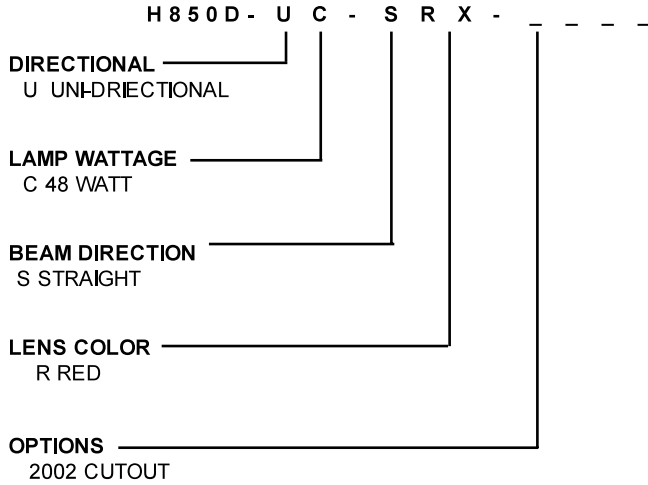 H850D- U C - S R X - _ _ _ _
DIRECTIONAL
U UNI-DRIECTIONAL
LAMP WATTAGE
C 48 WATT
BEAM DIRECTION
S STRAIGHT
LENS COLOR
R RED
OPTIONS
2002 CUTOUT